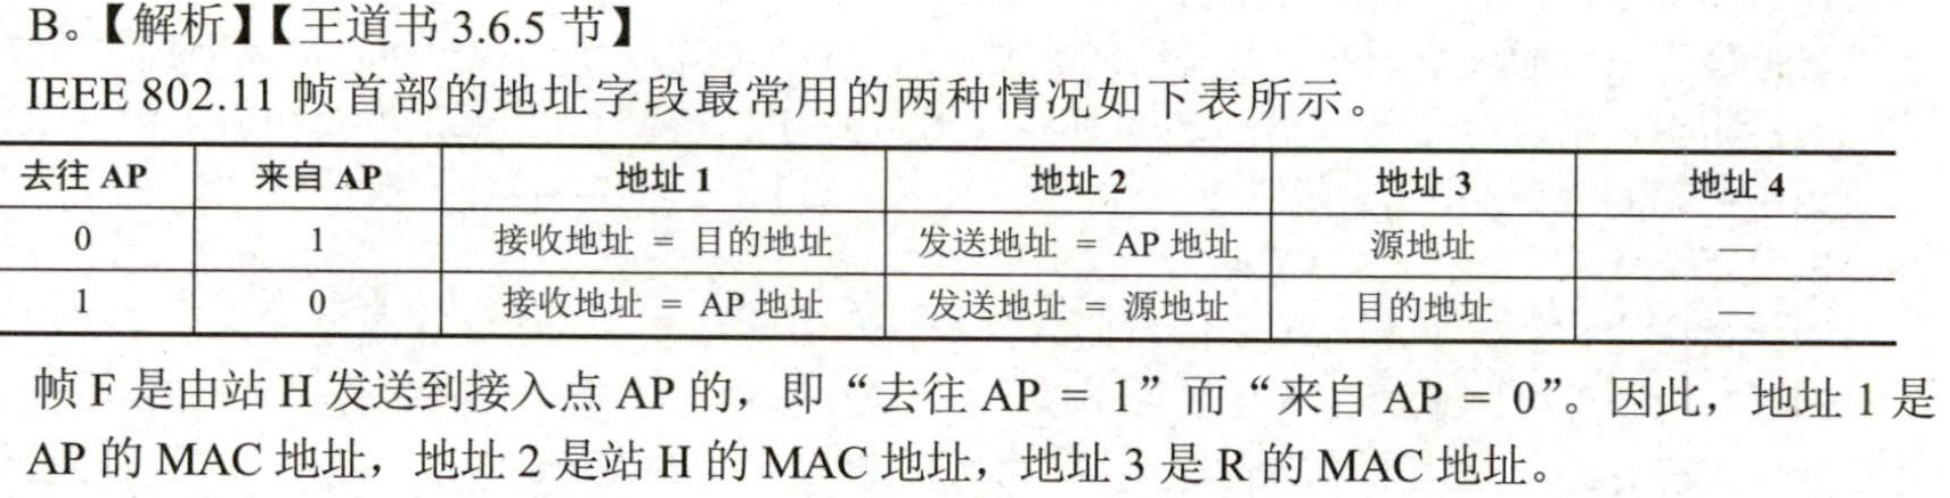 B。【解析】【王道书 3.6.5 节】
IEEE 802.11 帧首部的地址字段最常用的两种情况如下表所示。
去往 AP 来自 AP 地址 1 地址 2 地址 3 地址 4
0 1 接收地址 = 目的地址 发送地址 = AP 地址 源地址 —
1 0 接收地址 = AP 地址 发送地址 = 源地址 目的地址 —
帧 F 是由站 H 发送到接入点 AP 的，即“去往 AP = 1”而“来自 AP = 0”。因此，地址 1 是
AP 的 MAC 地址，地址 2 是站 H 的 MAC 地址，地址 3 是 R 的 MAC 地址。